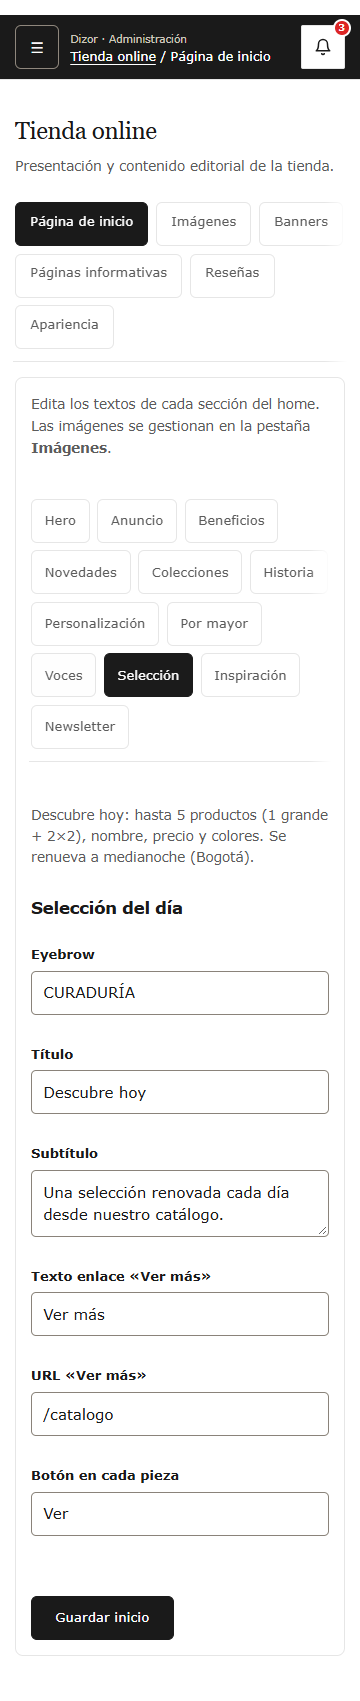 3
☰ Dizor · Administración
Tienda online / Página de inicio
Tienda online
Presentación y contenido editorial de la tienda.
Página de inicio Imágenes Banners
Páginas informativas Reseñas
Apariencia
Edita los textos de cada sección del home.
Las imágenes se gestionan en la pestaña
Imágenes.
Hero Anuncio Beneficios
Novedades Colecciones Historia
Personalización Por mayor
Voces Selección Inspiración
Newsletter
Descubre hoy: hasta 5 productos (1 grande
+ 2×2), nombre, precio y colores. Se
renueva a medianoche (Bogotá).
Selección del día
Eyebrow
CURADURÍA
Título
Descubre hoy
Subtítulo
Una selección renovada cada día
desde nuestro catálogo.
Texto enlace «Ver más»
Ver más
URL «Ver más»
/catalogo
Botón en cada pieza
Ver
Guardar inicio